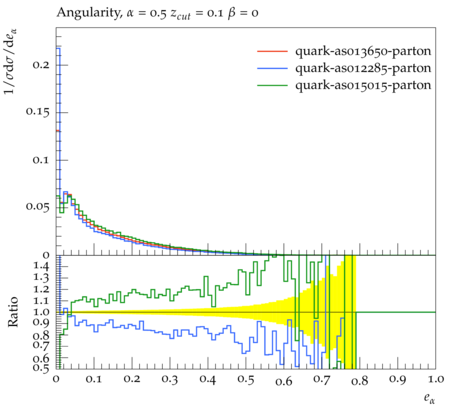 Angularity, α = 0.5 z_cut = 0.1 β = 0
1/σdσ/de_α
quark-as013650-parton
quark-as012285-parton
quark-as015015-parton
0.2
0.15
0.1
0.05
0
Ratio
1.4
1.3
1.2
1.1
1.0
0.9
0.8
0.7
0.6
0.5
0 0.1 0.2 0.3 0.4 0.5 0.6 0.7 0.8 0.9 1.0
e_α